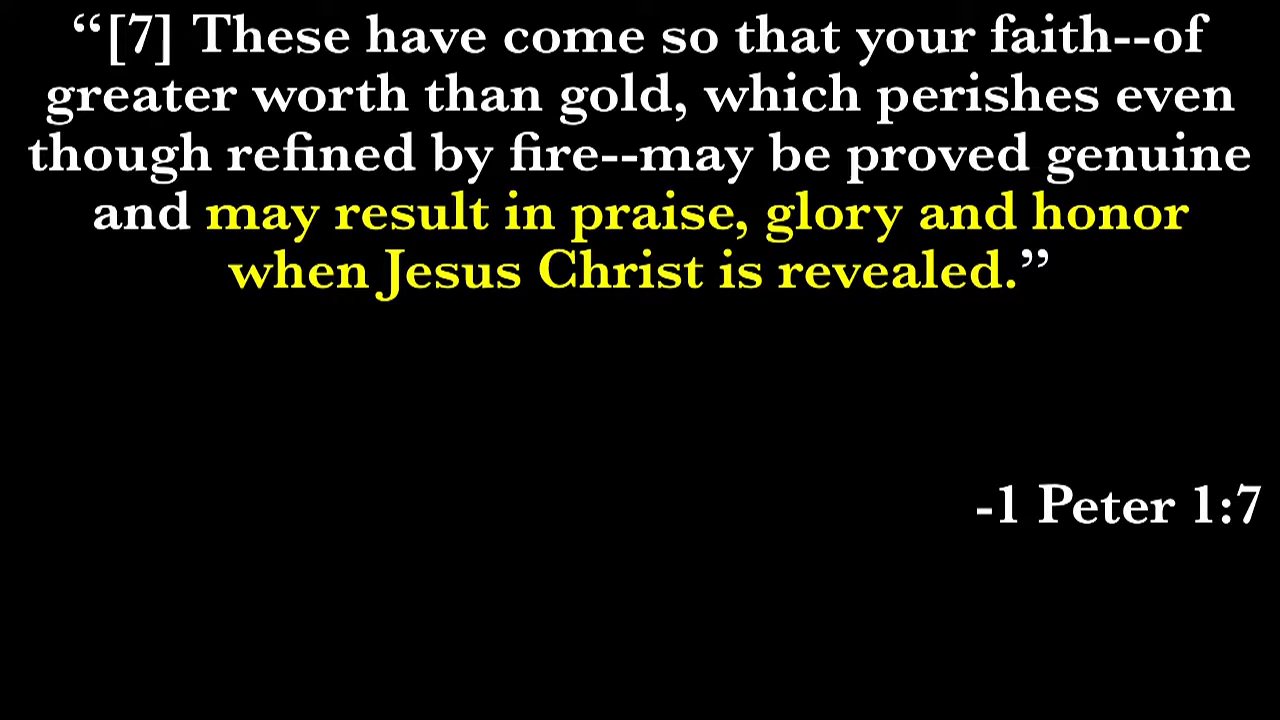 “[7] These have come so that your faith--of
greater worth than gold, which perishes even
though refined by fire--may be proved genuine
and may result in praise, glory and honor
when Jesus Christ is revealed.”
-1 Peter 1:7